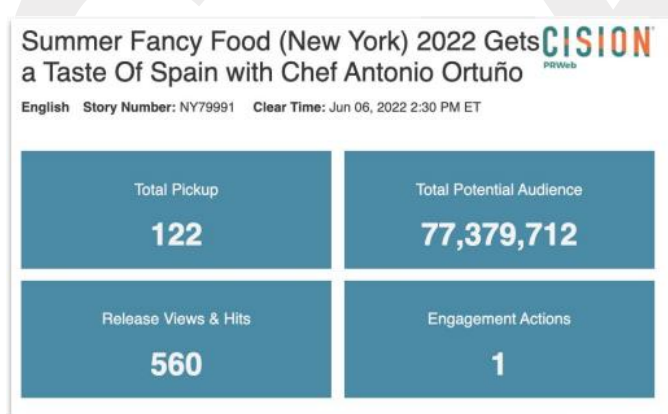 Summer Fancy Food (New York) 2022 Gets
CISION
PRWeb
a Taste Of Spain with Chef Antonio Ortuño
English Story Number: NY79991 Clear Time: Jun 06, 2022 2:30 PM ET
Total Pickup
122
Total Potential Audience
77,379,712
Release Views & Hits
560
Engagement Actions
1